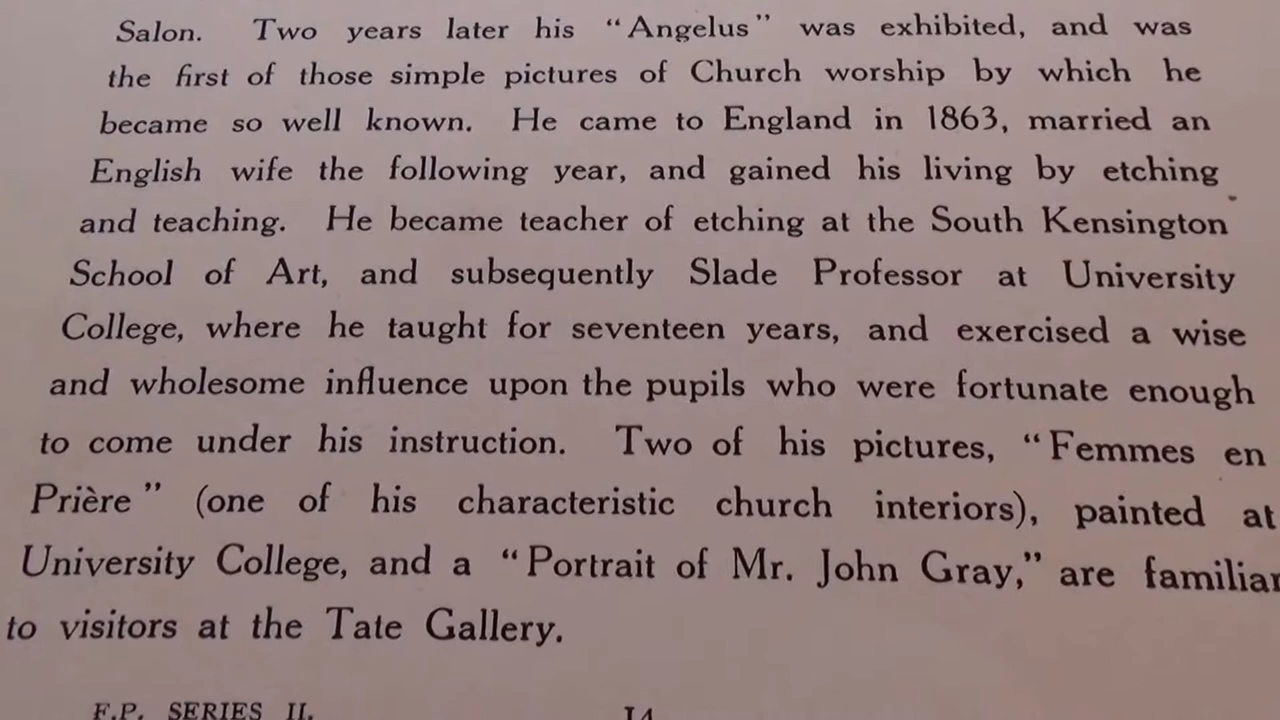 Salon. Two years later his “Angelus” was exhibited, and was
the first of those simple pictures of Church worship by which he
became so well known. He came to England in 1863, married an
English wife the following year, and gained his living by etching
and teaching. He became teacher of etching at the South Kensington
School of Art, and subsequently Slade Professor at University
College, where he taught for seventeen years, and exercised a wise
and wholesome influence upon the pupils who were fortunate enough
to come under his instruction. Two of his pictures, “Femmes en
Prière” (one of his characteristic church interiors), painted at
University College, and a “Portrait of Mr. John Gray,” are familiar
to visitors at the Tate Gallery.
F.P. SERIES II. 14